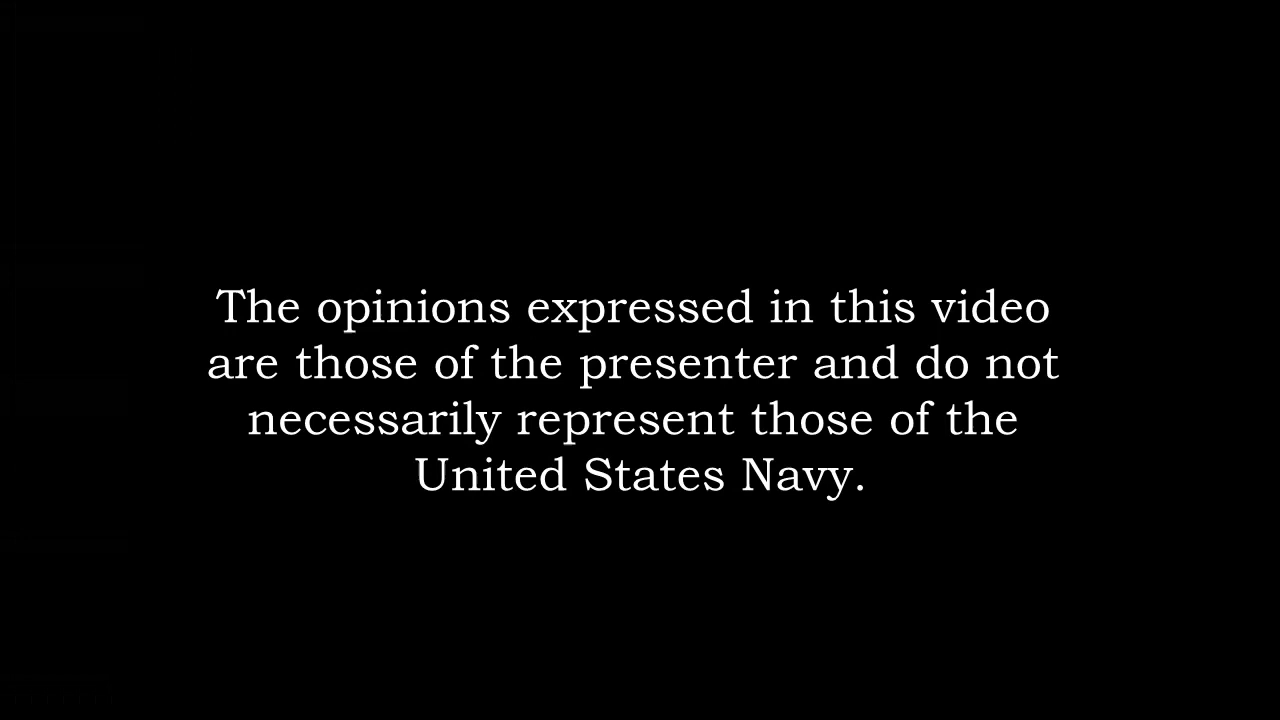 The opinions expressed in this video
are those of the presenter and do not
necessarily represent those of the
United States Navy.